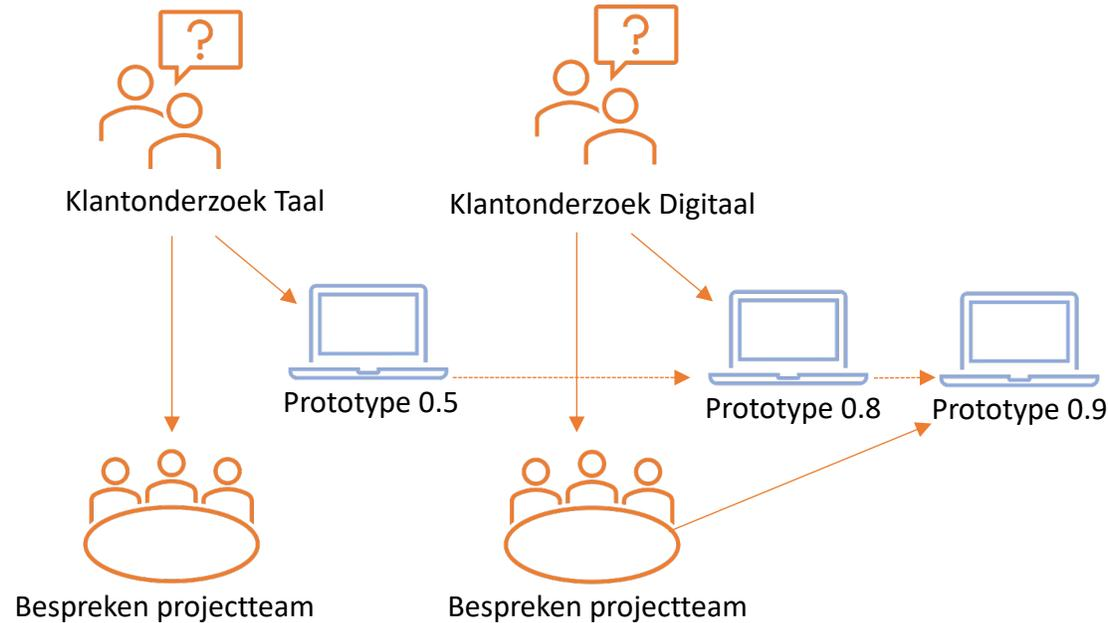 ?
?
Klantonderzoek Taal
Klantonderzoek Digitaal
Prototype 0.5
Prototype 0.8
Prototype 0.9
Bespreken projectteam
Bespreken projectteam